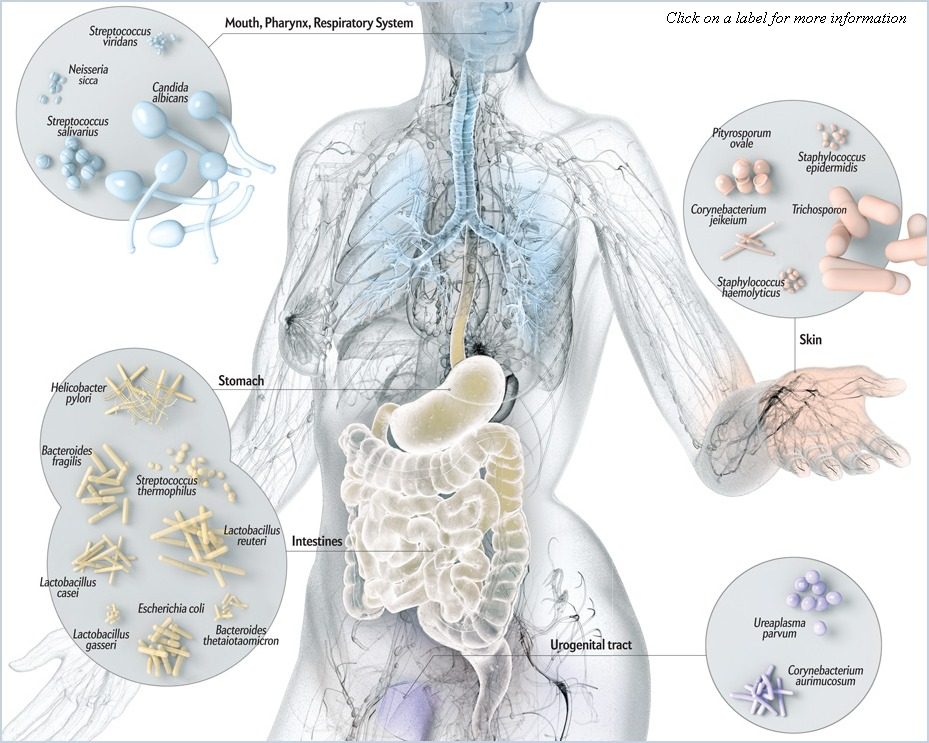 Click on a label for more information
Mouth, Pharynx, Respiratory System
Streptococcus
viridans
Neisseria
sicca
Candida
albicans
Streptococcus
salivarius
Pityrosporum
ovale
Staphylococcus
epidermidis
Corynebacterium
jeikeium
Trichosporon
Staphylococcus
haemolyticus
Skin
Stomach
Helicobacter
pylori
Bacteroides
fragilis
Streptococcus
thermophilus
Lactobacillus
reuteri
Intestines
Lactobacillus
casei
Escherichia coli
Lactobacillus
gasseri
Bacteroides
thetaiotaomicron
Urogenital tract
Ureaplasma
parvum
Corynebacterium
aurimucosum